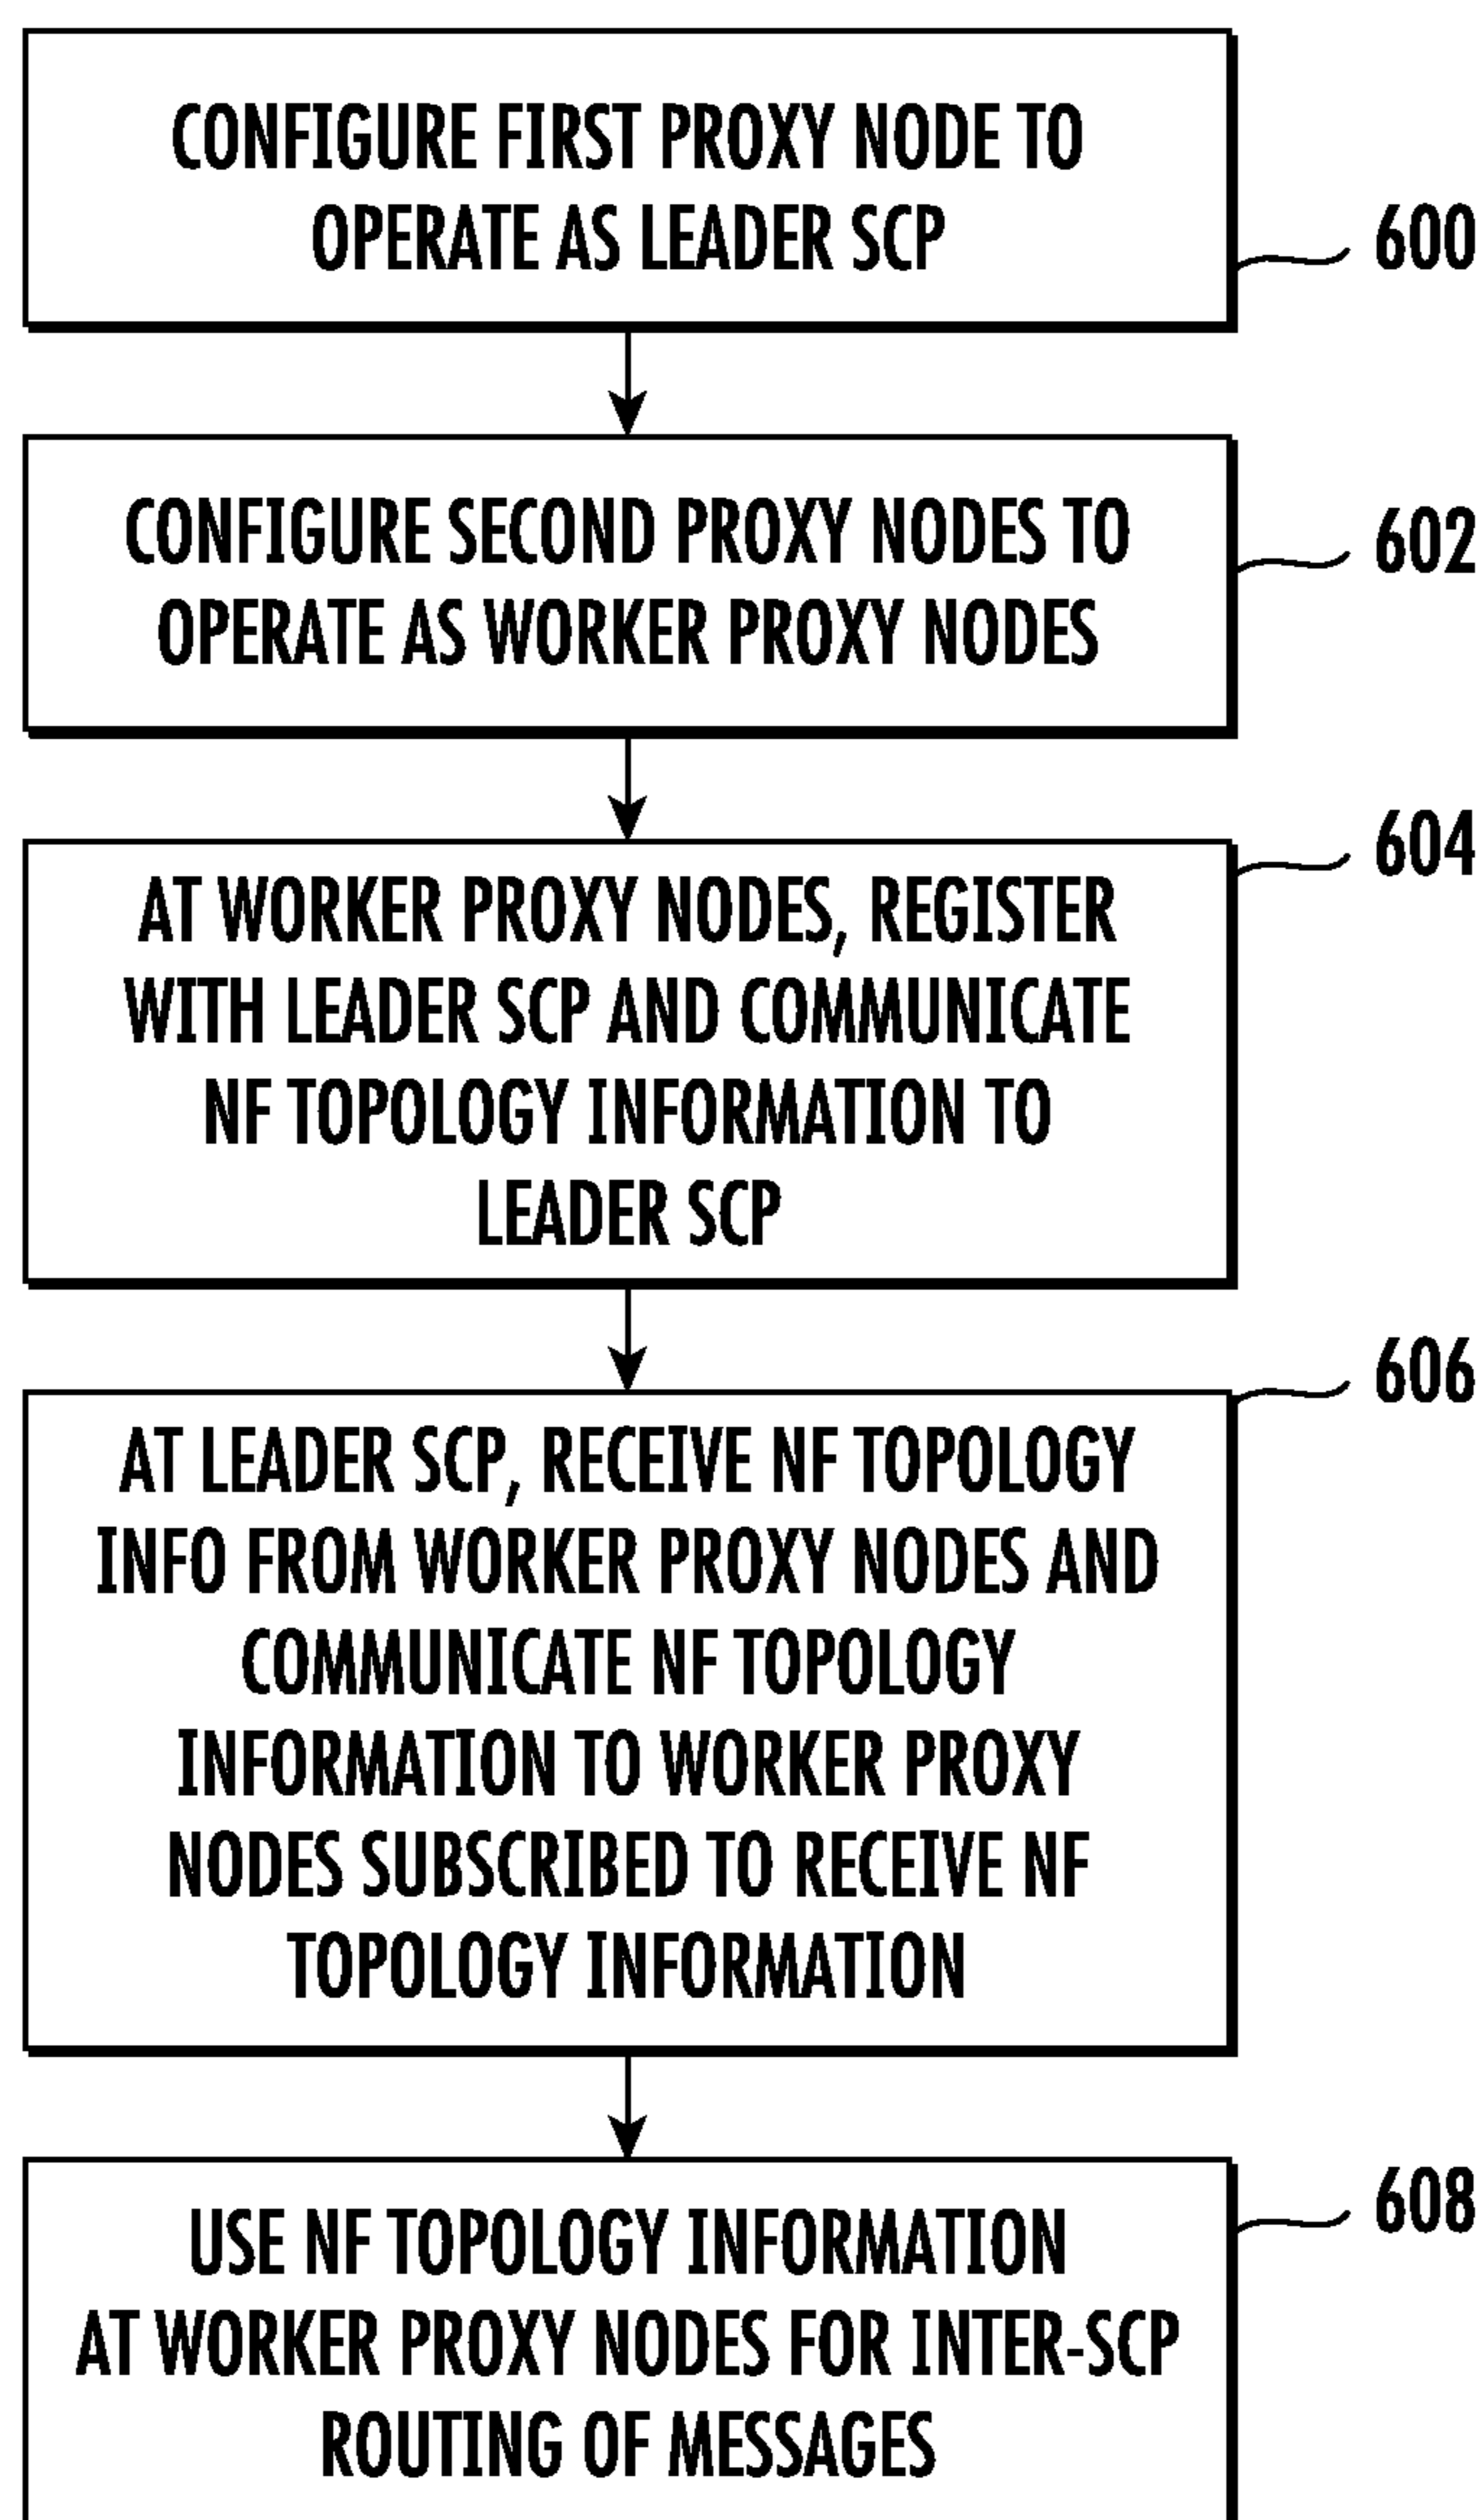 CONFIGURE FIRST PROXY NODE TO
OPERATE AS LEADER SCP
600
CONFIGURE SECOND PROXY NODES TO
OPERATE AS WORKER PROXY NODES
602
AT WORKER PROXY NODES, REGISTER
WITH LEADER SCP AND COMMUNICATE
NF TOPOLOGY INFORMATION TO
LEADER SCP
604
AT LEADER SCP, RECEIVE NF TOPOLOGY
INFO FROM WORKER PROXY NODES AND
COMMUNICATE NF TOPOLOGY
INFORMATION TO WORKER PROXY
NODES SUBSCRIBED TO RECEIVE NF
TOPOLOGY INFORMATION
606
USE NF TOPOLOGY INFORMATION
AT WORKER PROXY NODES FOR INTER-SCP
ROUTING OF MESSAGES
608